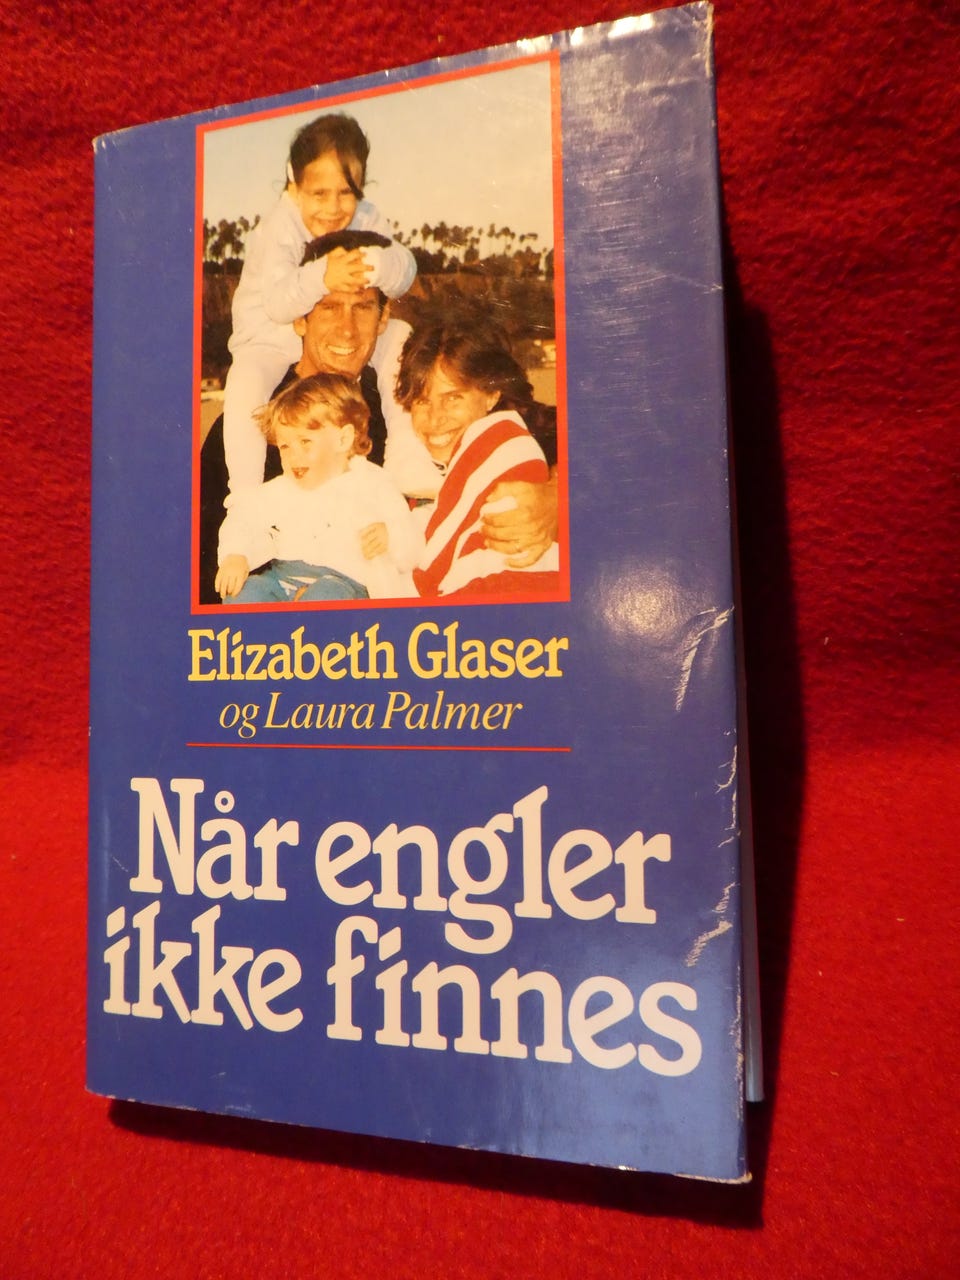 Elizabeth Glaser
og Laura Palmer
Når engler
ikke finnes